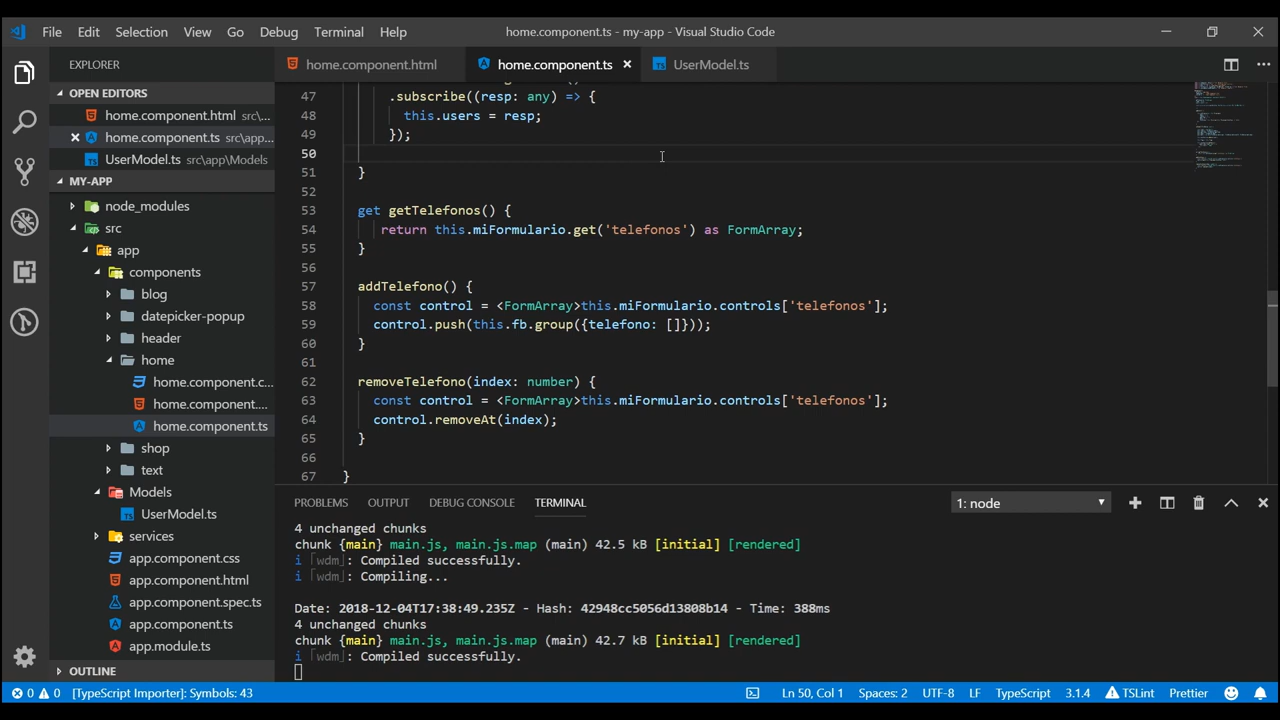 File Edit Selection View Go Debug Terminal Help
home.component.ts - my-app - Visual Studio Code
EXPLORER
OPEN EDITORS
home.component.html src\...
home.component.ts src\app...
UserModel.ts src\app\Models
MY-APP
node_modules
src
app
components
blog
datepicker-popup
header
home
home.component.c...
home.component....
home.component.ts
shop
text
Models
UserModel.ts
services
app.component.css
app.component.html
app.component.spec.ts
app.component.ts
app.module.ts
OUTLINE
home.component.html
home.component.ts
UserModel.ts
47 .subscribe((resp: any) => {
48 this.users = resp;
49 });
50
51 }
52
53 get getTelefonos() {
54 return this.miFormulario.get('telefonos') as FormArray;
55 }
56
57 addTelefono() {
58 const control = <FormArray>this.miFormulario.controls['telefonos'];
59 control.push(this.fb.group({telefono: []}));
60 }
61
62 removeTelefono(index: number) {
63 const control = <FormArray>this.miFormulario.controls['telefonos'];
64 control.removeAt(index);
65 }
66
67 }
PROBLEMS OUTPUT DEBUG CONSOLE TERMINAL 1: node
4 unchanged chunks
chunk {main} main.js, main.js.map (main) 42.5 kB [initial] [rendered]
i ｢wdm｣: Compiled successfully.
i ｢wdm｣: Compiling...
Date: 2018-12-04T17:38:49.235Z - Hash: 42948cc5056d13808b14 - Time: 388ms
4 unchanged chunks
chunk {main} main.js, main.js.map (main) 42.7 kB [initial] [rendered]
i ｢wdm｣: Compiled successfully.
0 0 [TypeScript Importer]: Symbols: 43 Ln 50, Col 1 Spaces: 2 UTF-8 LF TypeScript 3.1.4 TSLint Prettier